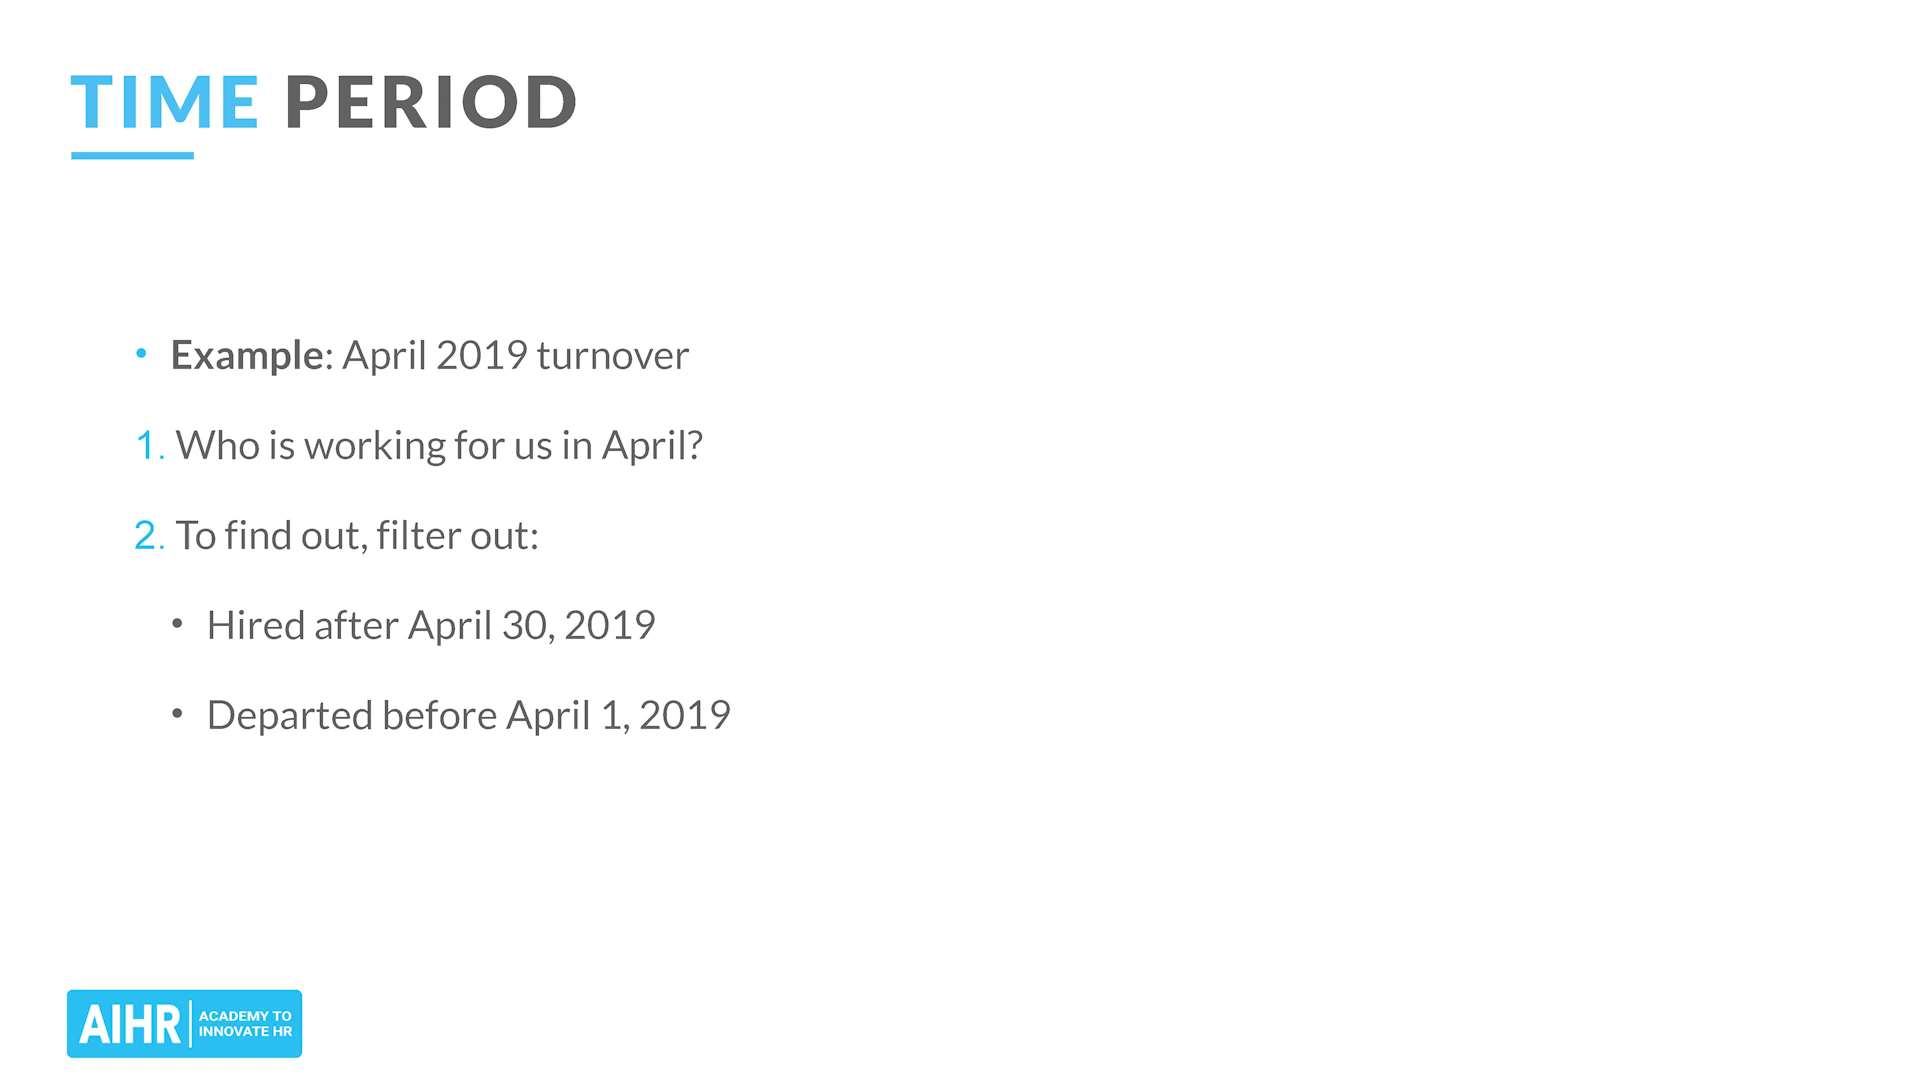 TIME PERIOD
• Example: April 2019 turnover
1. Who is working for us in April?
2. To find out, filter out:
• Hired after April 30, 2019
• Departed before April 1, 2019
AIHR
ACADEMY TO
INNOVATE HR